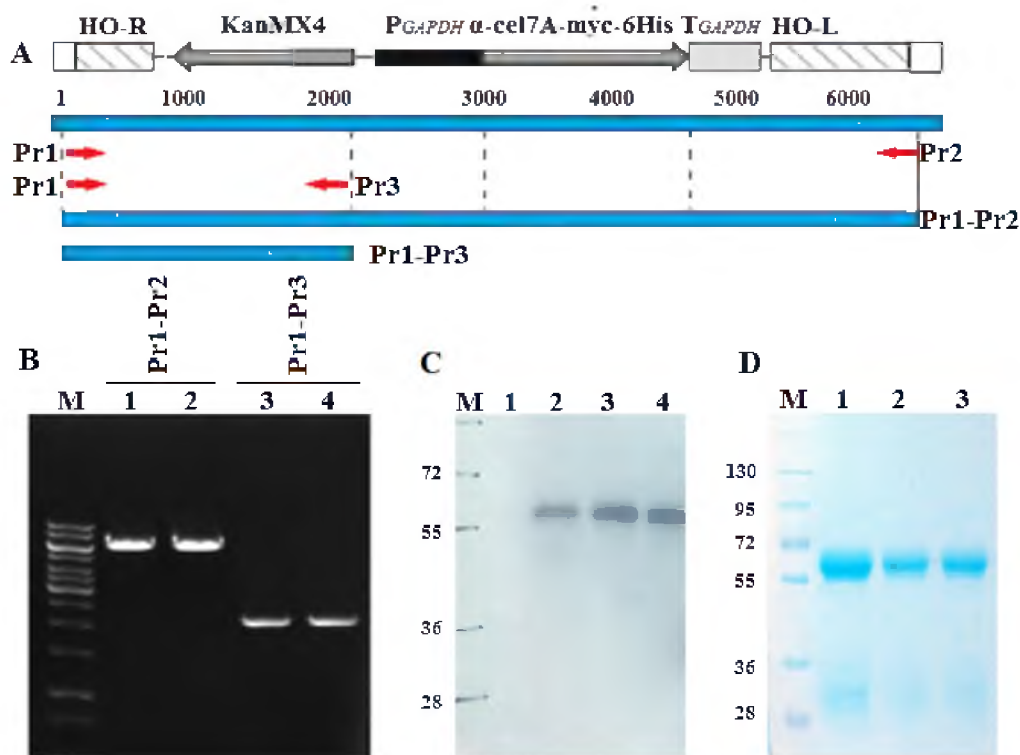 HO-R KanMX4 PGAPDH α-cel7A-myc-6His TGAPDH HO-L
A
1 1000 2000 3000 4000 5000 6000
Pr1 Pr2
Pr1 Pr3
Pr1-Pr2
Pr1-Pr3
Pr1-Pr2
Pr1-Pr3
B
M 1 2 3 4
C
M 1 2 3 4
72
55
36
28
D
M 1 2 3
130
95
72
55
36
28